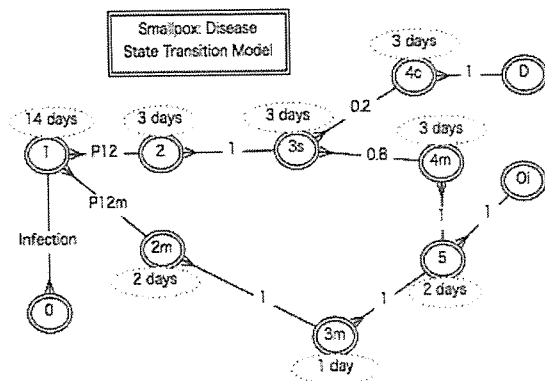 Smallpox: Disease
State Transition Model
3 days
4c
1
D
0.2
14 days
3 days
3 days
3 days
1
P12
2
1
3s
0.8
4m
0i
P12m
1
1
Infection
2m
5
2 days
1
1
2 days
0
3m
1 day